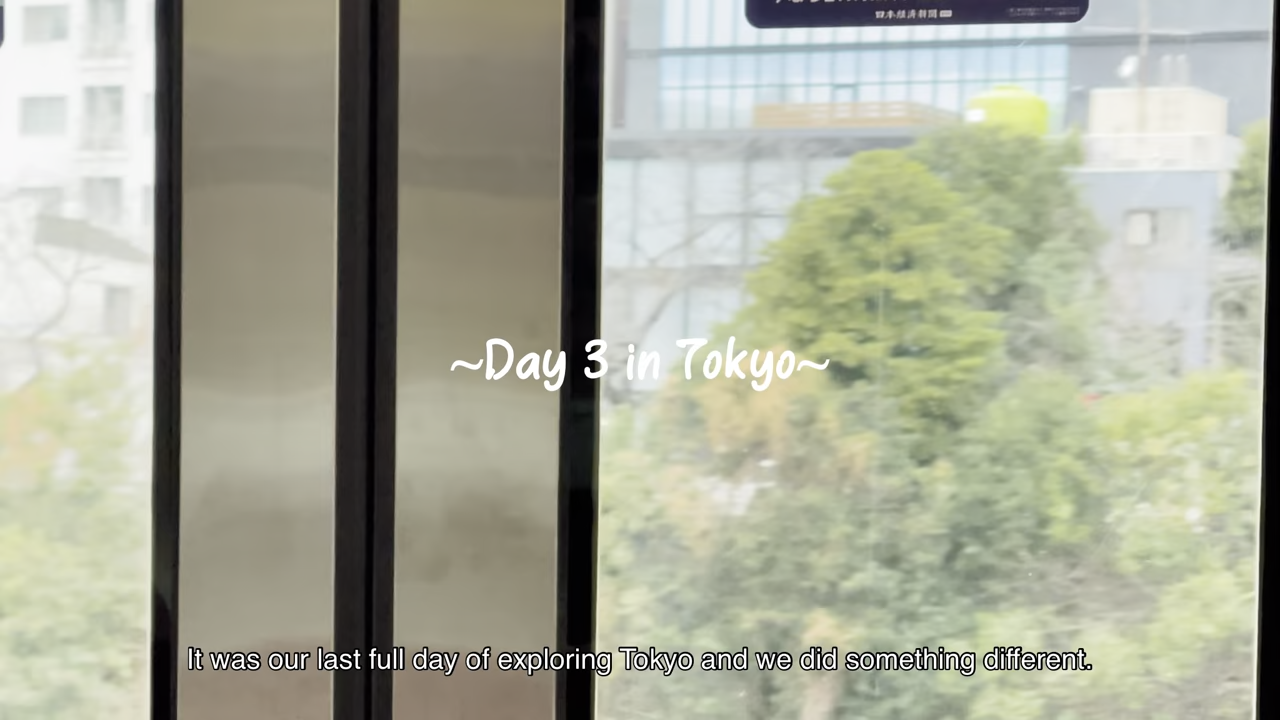 日本経済新聞
~Day 3 in Tokyo~
It was our last full day of exploring Tokyo and we did something different.